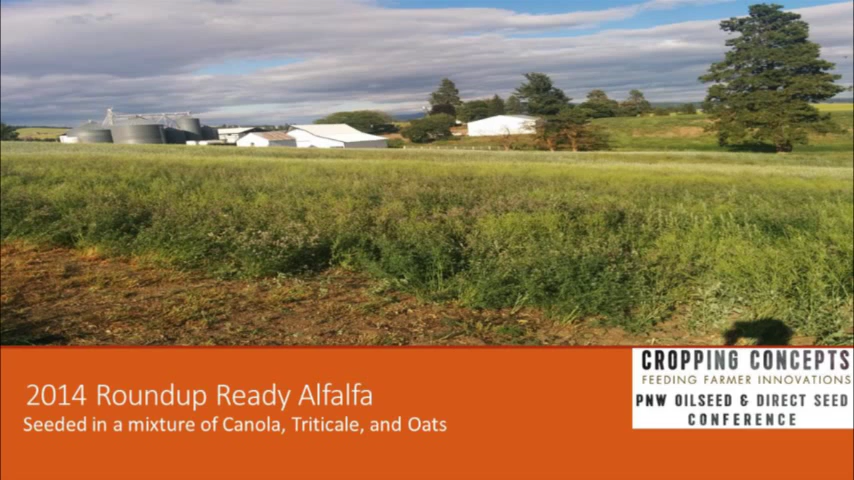 2014 Roundup Ready Alfalfa
Seeded in a mixture of Canola, Triticale, and Oats
CROPPING CONCEPTS
FEEDING FARMER INNOVATIONS
PNW OILSEED & DIRECT SEED
CONFERENCE